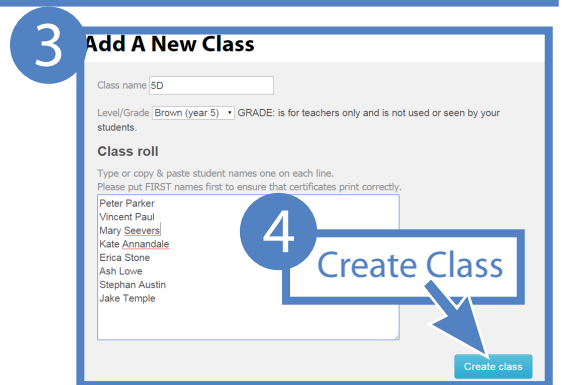 3
Add A New Class
Class name 5D
Level/Grade Brown (year 5) GRADE: is for teachers only and is not used or seen by your
students.
Class roll
Type or copy & paste student names one on each line.
Please put FIRST names first to ensure that certificates print correctly.
Peter Parker
Vincent Paul
Mary Seevers
Kate Annandale
Erica Stone
Ash Lowe
Stephan Austin
Jake Temple
4
Create Class
Create class